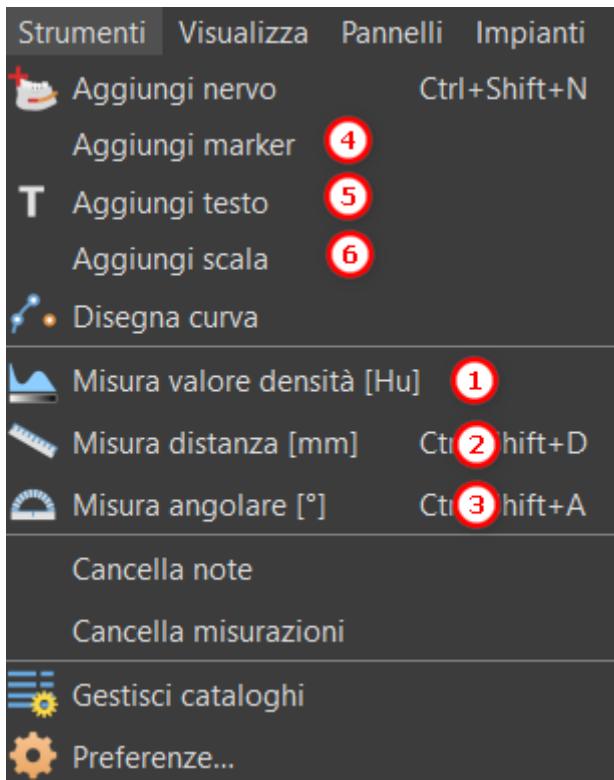 Strumenti Visualizza Pannelli Impianti
Aggiungi nervo Ctrl+Shift+N
Aggiungi marker 4
T Aggiungi testo 5
Aggiungi scala 6
Disegna curva
Misura valore densità [Hu] 1
Misura distanza [mm] Ct 2 hift+D
Misura angolare [°] Ct 3 hift+A
Cancella note
Cancella misurazioni
Gestisci cataloghi
Preferenze...